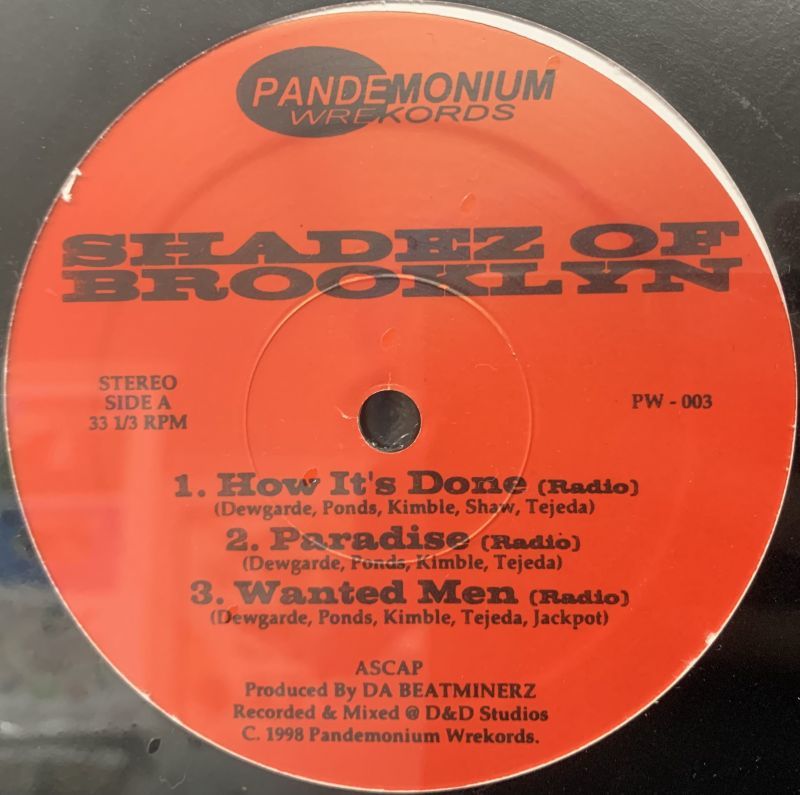 PANDEMONIUM
WREKORDS
SHADEZ OF
BROOKLYN
STEREO
SIDE A
33 1/3 RPM
PW - 003
1. How It's Done (Radio)
(Dewgarde, Ponds, Kimble, Shaw, Tejeda)
2. Paradise (Radio)
(Dewgarde, Ponds, Kimble, Tejeda)
3. Wanted Men (Radio)
(Dewgarde, Ponds, Kimble, Tejeda, Jackpot)
ASCAP
Produced By DA BEATMINERZ
Recorded & Mixed @ D&D Studios
C. 1998 Pandemonium Wrekords.